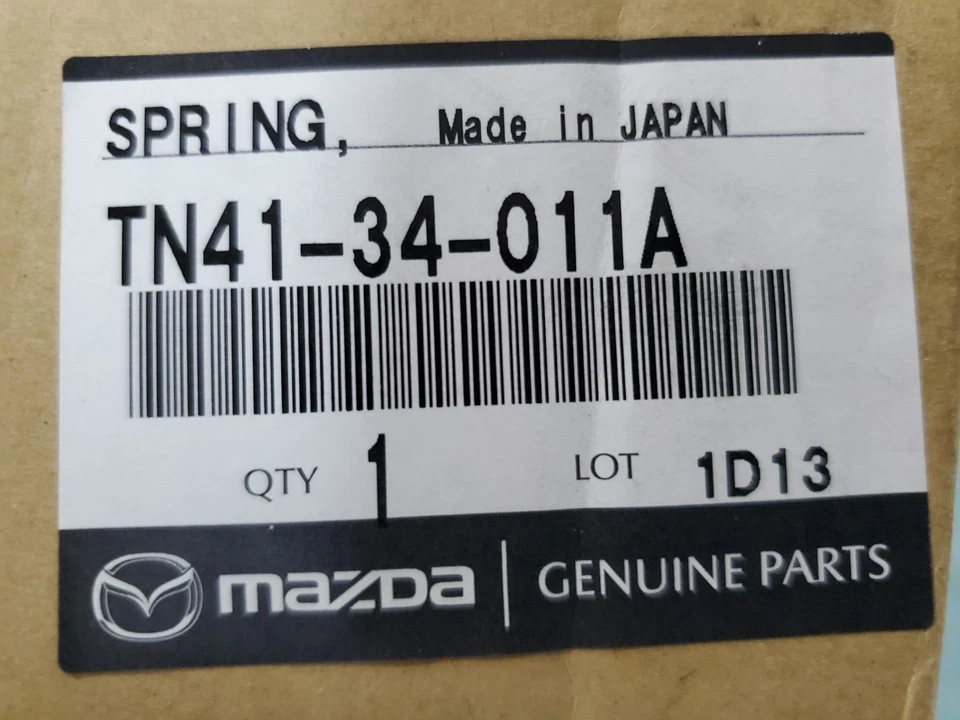 SPRING, Made in JAPAN
TN41-34-011A
QTY 1 LOT 1D13
mazda GENUINE PARTS